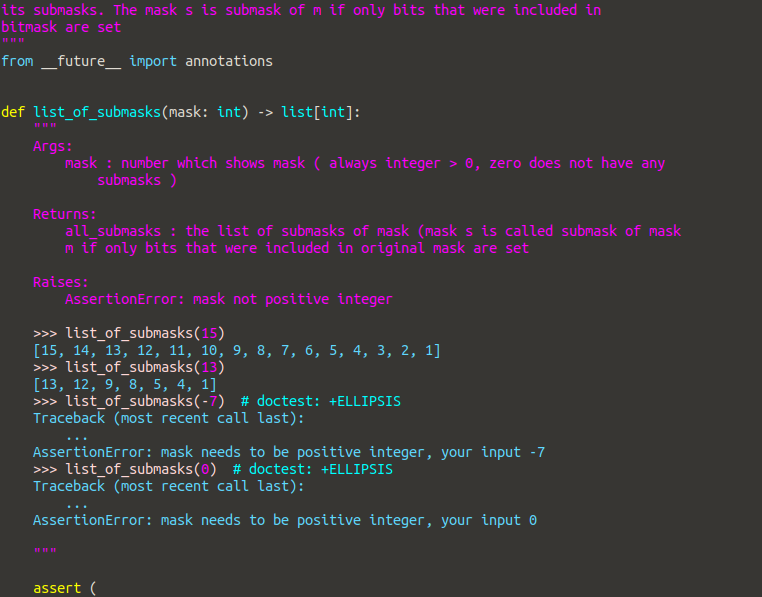 its submasks. The mask s is submask of m if only bits that were included in
bitmask are set
"""
from __future__ import annotations
def list_of_submasks(mask: int) -> list[int]:
    """
    Args:
        mask : number which shows mask ( always integer > 0, zero does not have any
            submasks )
    Returns:
        all_submasks : the list of submasks of mask (mask s is called submask of mask
        m if only bits that were included in original mask are set
    Raises:
        AssertionError: mask not positive integer
    >>> list_of_submasks(15)
    [15, 14, 13, 12, 11, 10, 9, 8, 7, 6, 5, 4, 3, 2, 1]
    >>> list_of_submasks(13)
    [13, 12, 9, 8, 5, 4, 1]
    >>> list_of_submasks(-7)  # doctest: +ELLIPSIS
    Traceback (most recent call last):
        ...
    AssertionError: mask needs to be positive integer, your input -7
    >>> list_of_submasks(0)  # doctest: +ELLIPSIS
    Traceback (most recent call last):
        ...
    AssertionError: mask needs to be positive integer, your input 0
    """
    assert (